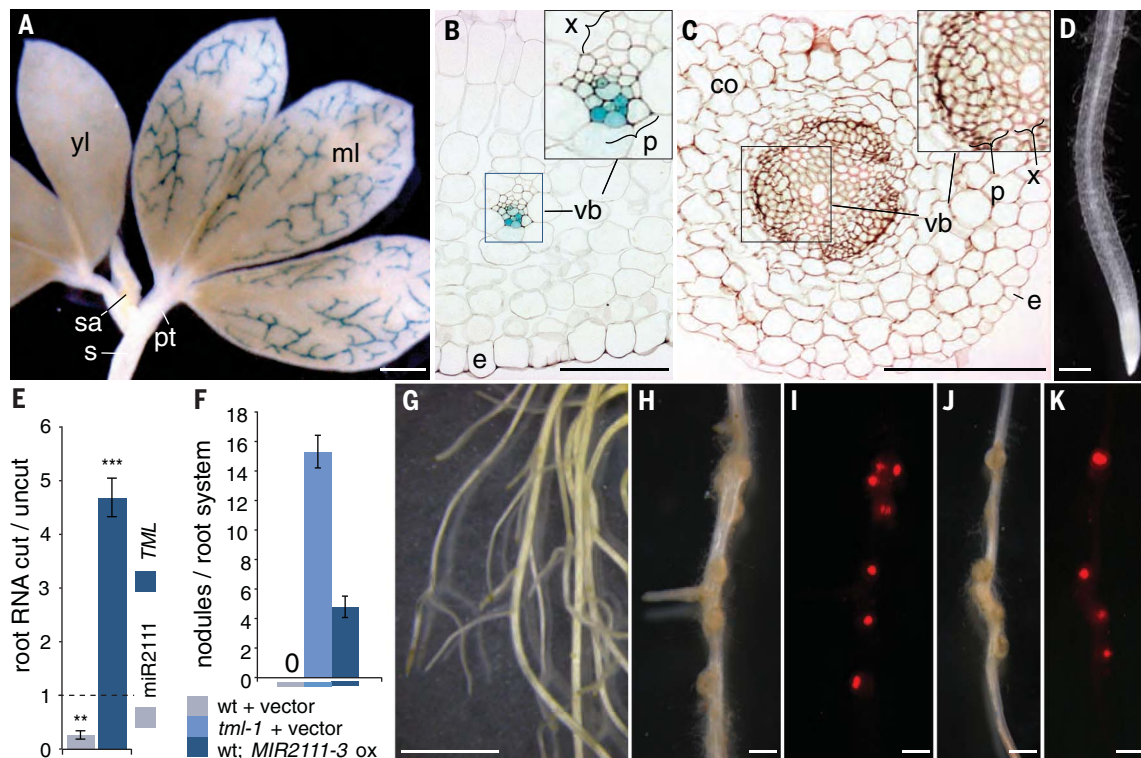 A
yl
ml
sa
s
pt
B
x
p
vb
e
C
co
p
x
vb
e
D
E
root RNA cut / uncut
6
5
4
3
2
1
0
**
***
TML
miR2111
F
nodules / root system
18
16
14
12
10
8
6
4
2
0
0
wt + vector
tml-1 + vector
wt; MIR2111-3 ox
G
H
I
J
K